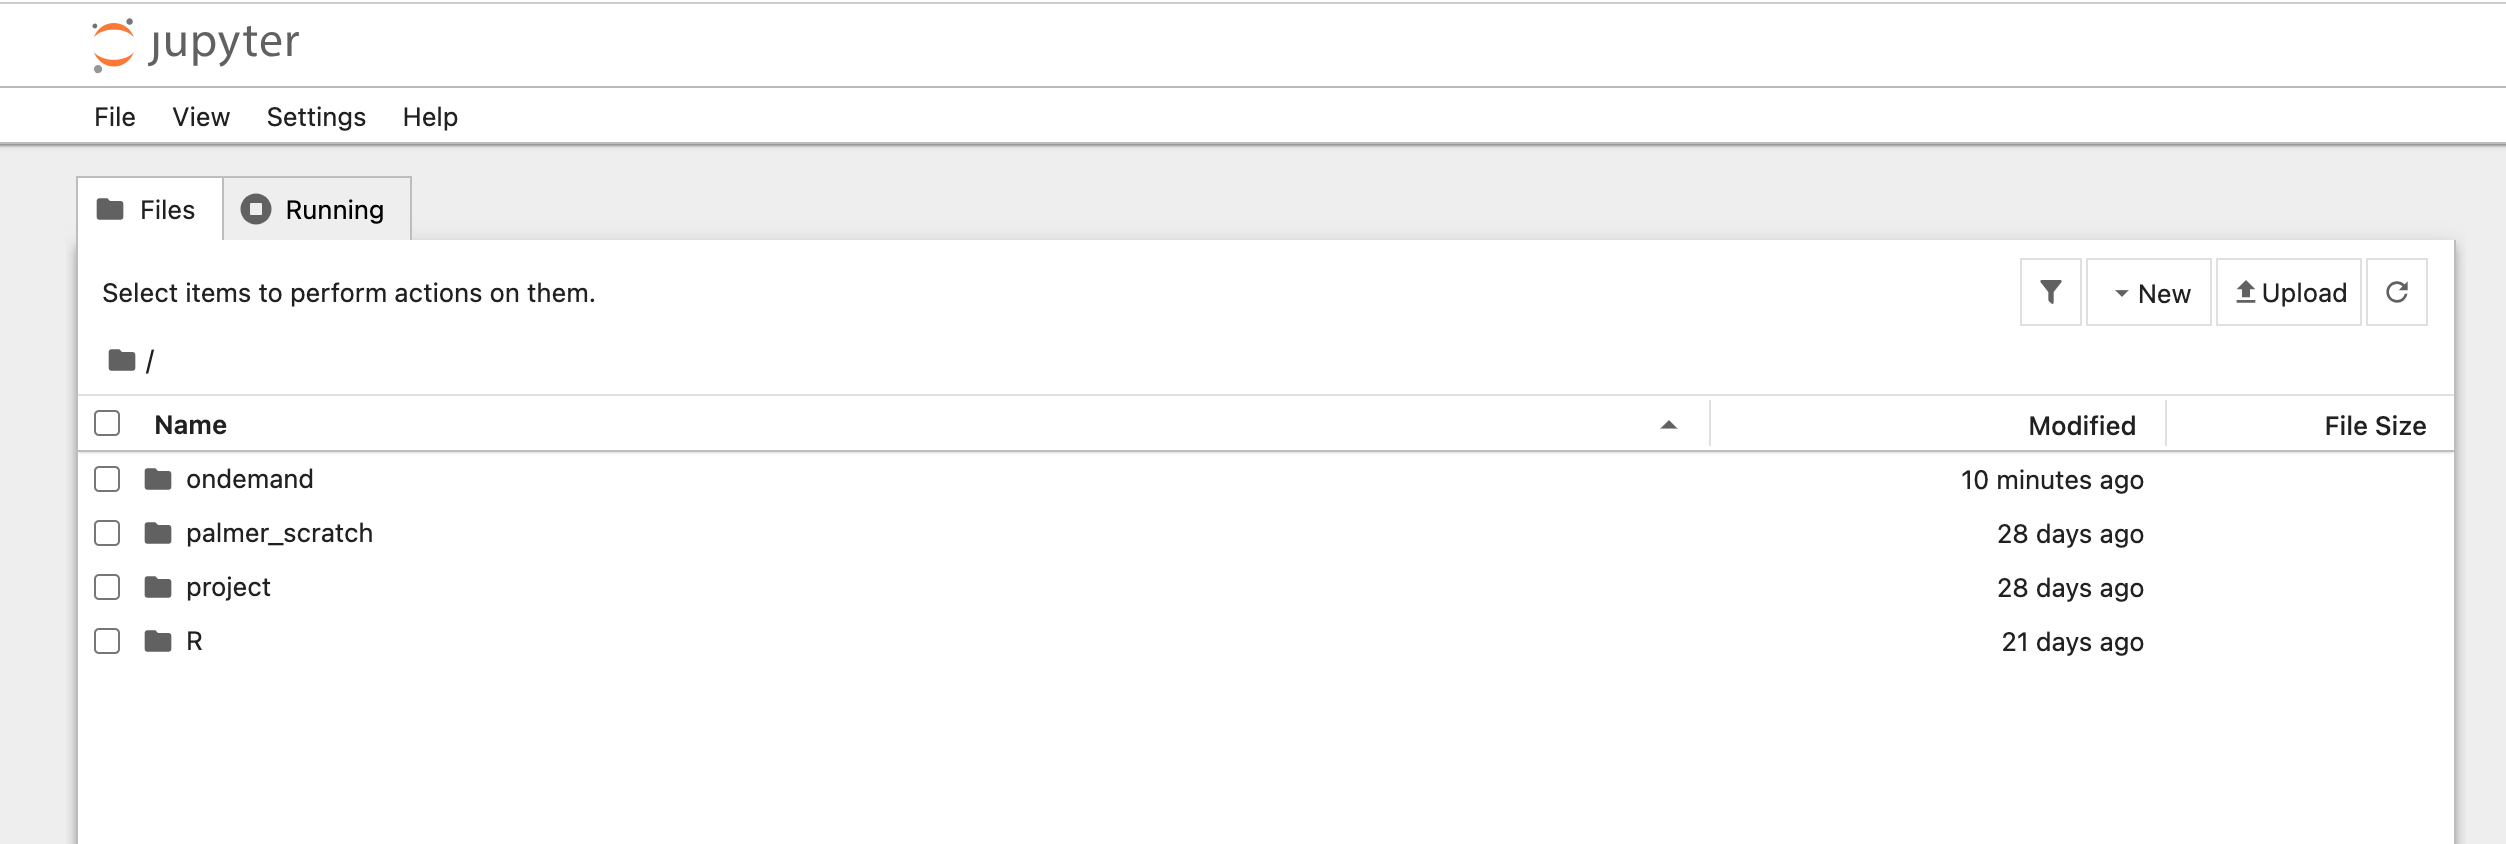 jupyter
File View Settings Help
Files Running
Select items to perform actions on them.
New Upload
/
Name Modified File Size
ondemand 10 minutes ago
palmer_scratch 28 days ago
project 28 days ago
R 21 days ago